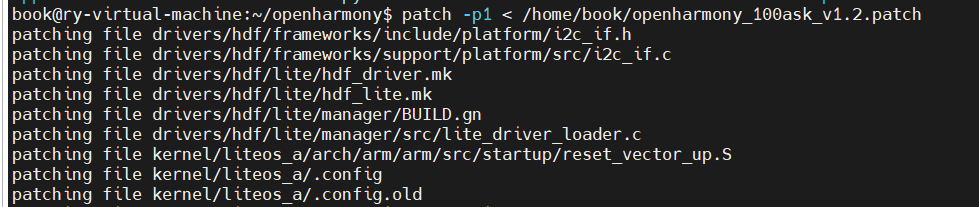 book@ry-virtual-machine:~/openharmony$ patch -p1 < /home/book/openharmony_100ask_v1.2.patch
patching file drivers/hdf/frameworks/include/platform/i2c_if.h
patching file drivers/hdf/frameworks/support/platform/src/i2c_if.c
patching file drivers/hdf/lite/hdf_driver.mk
patching file drivers/hdf/lite/hdf_lite.mk
patching file drivers/hdf/lite/manager/BUILD.gn
patching file drivers/hdf/lite/manager/src/lite_driver_loader.c
patching file kernel/liteos_a/arch/arm/arm/src/startup/reset_vector_up.S
patching file kernel/liteos_a/.config
patching file kernel/liteos_a/.config.old